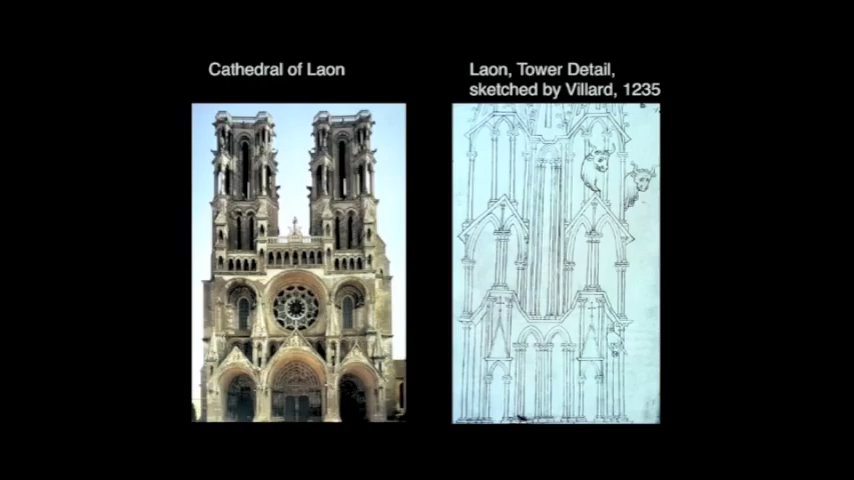 Cathedral of Laon
Laon, Tower Detail,
sketched by Villard, 1235